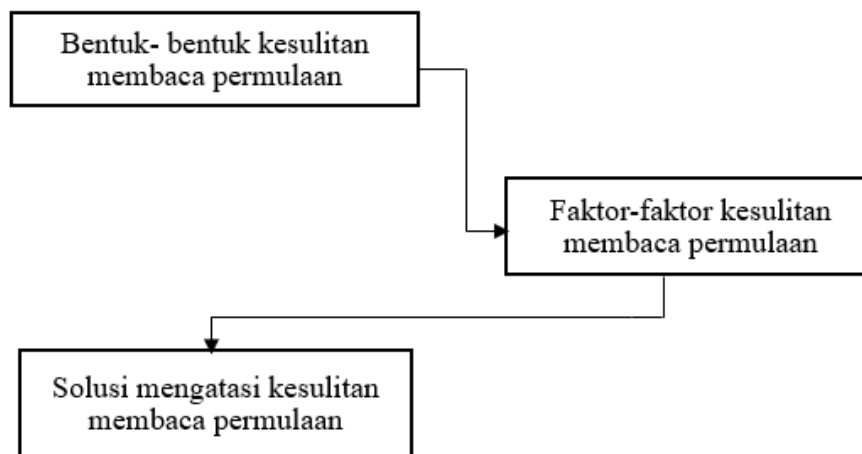 Bentuk- bentuk kesulitan
membaca permulaan
Faktor-faktor kesulitan
membaca permulaan
Solusi mengatasi kesulitan
membaca permulaan